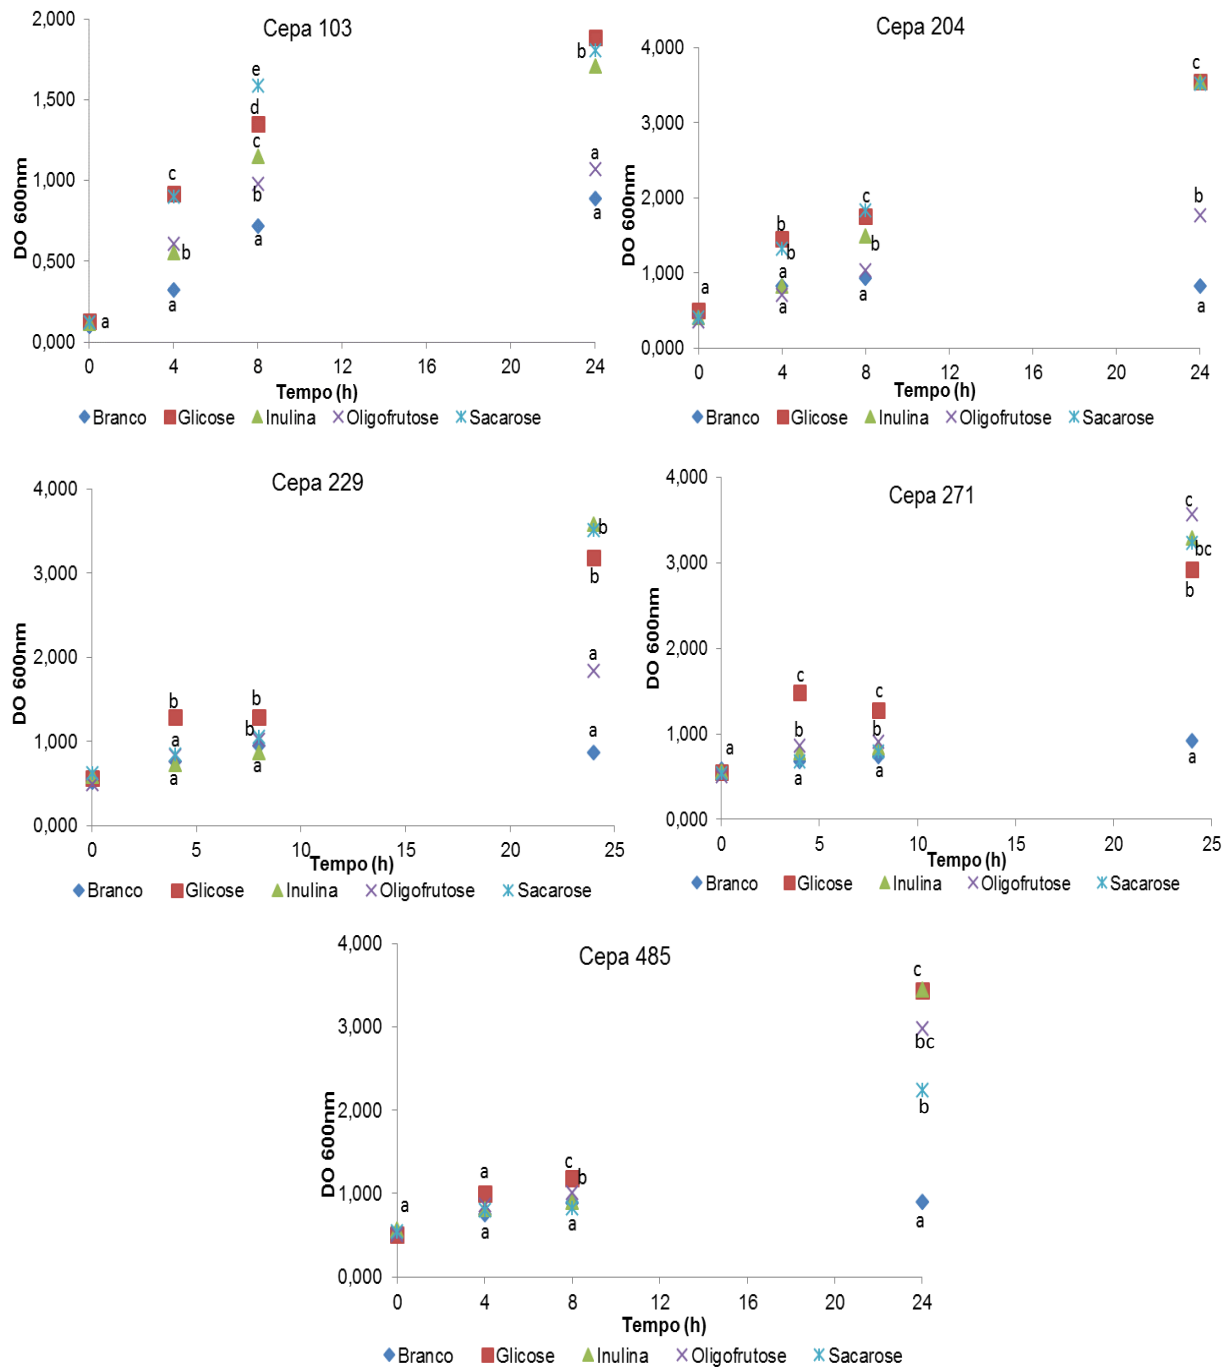 Cepa 103
2,000
1,500
1,000
0,500
0,000
DO 600nm
e
d
c
c
b
b
a
a
a
b
a
a
0 4 8 12 16 20 24
Tempo (h)
Branco Glicose Inulina Oligofrutose Sacarose
Cepa 204
4,000
3,000
2,000
1,000
0,000
DO 600nm
c
c
b
b
b
b
a
a
a
a
a
0 4 8 12 16 20 24
Tempo (h)
Branco Glicose Inulina Oligofrutose Sacarose
Cepa 229
4,000
3,000
2,000
1,000
0,000
DO 600nm
b
b
a
b
b
b
a
a
a
a
0 5 10 15 20 25
Tempo (h)
Branco Glicose Inulina Oligofrutose Sacarose
Cepa 271
4,000
3,000
2,000
1,000
0,000
DO 600nm
c
bc
b
c
c
b
b
a
a
a
a
0 5 10 15 20 25
Tempo (h)
Branco Glicose Inulina Oligofrutose Sacarose
Cepa 485
4,000
3,000
2,000
1,000
0,000
DO 600nm
c
bc
b
c
b
a
a
a
a
a
0 4 8 12 16 20 24
Tempo (h)
Branco Glicose Inulina Oligofrutose Sacarose